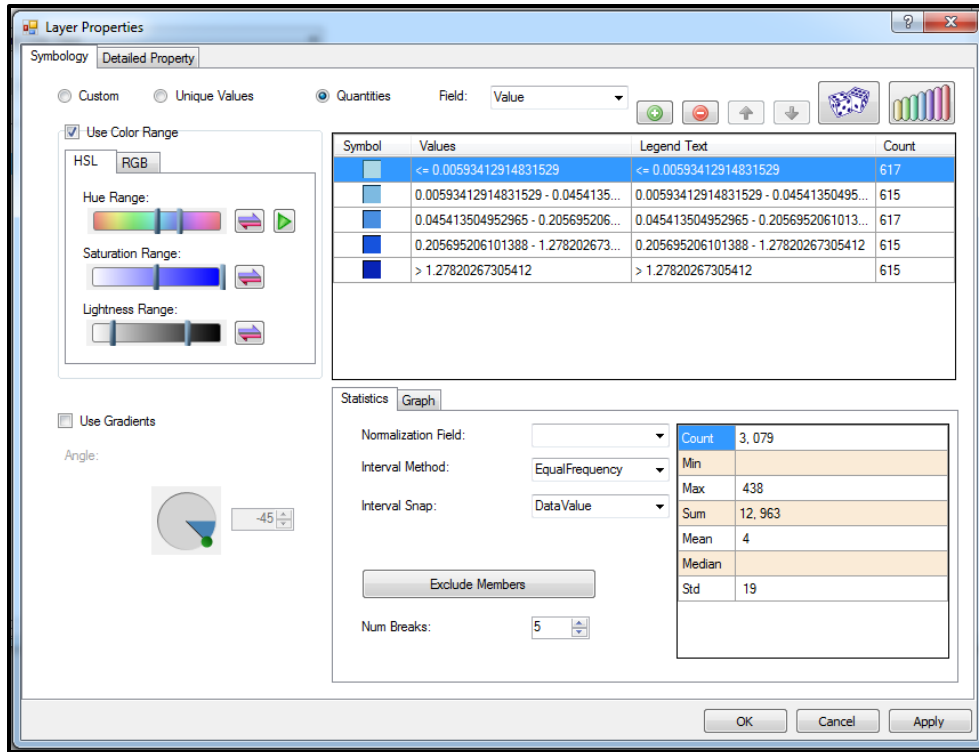 Layer Properties
Symbology Detailed Property
Custom Unique Values Quantities Field: Value
Use Color Range
HSL RGB
Hue Range:
Saturation Range:
Lightness Range:
Symbol Values Legend Text Count
<= 0.00593412914831529 <= 0.00593412914831529 617
0.00593412914831529 - 0.0454135... 0.00593412914831529 - 0.04541350495... 615
0.045413504952965 - 0.205695206... 0.045413504952965 - 0.2056952061013... 617
0.205695206101388 - 1.278202673... 0.205695206101388 - 1.27820267305412 615
> 1.27820267305412 > 1.27820267305412 615
Use Gradients
Angle:
-45
Statistics Graph
Normalization Field:
Interval Method: EqualFrequency
Interval Snap: DataValue
Exclude Members
Num Breaks: 5
Count 3, 079
Min
Max 438
Sum 12, 963
Mean 4
Median
Std 19
OK Cancel Apply